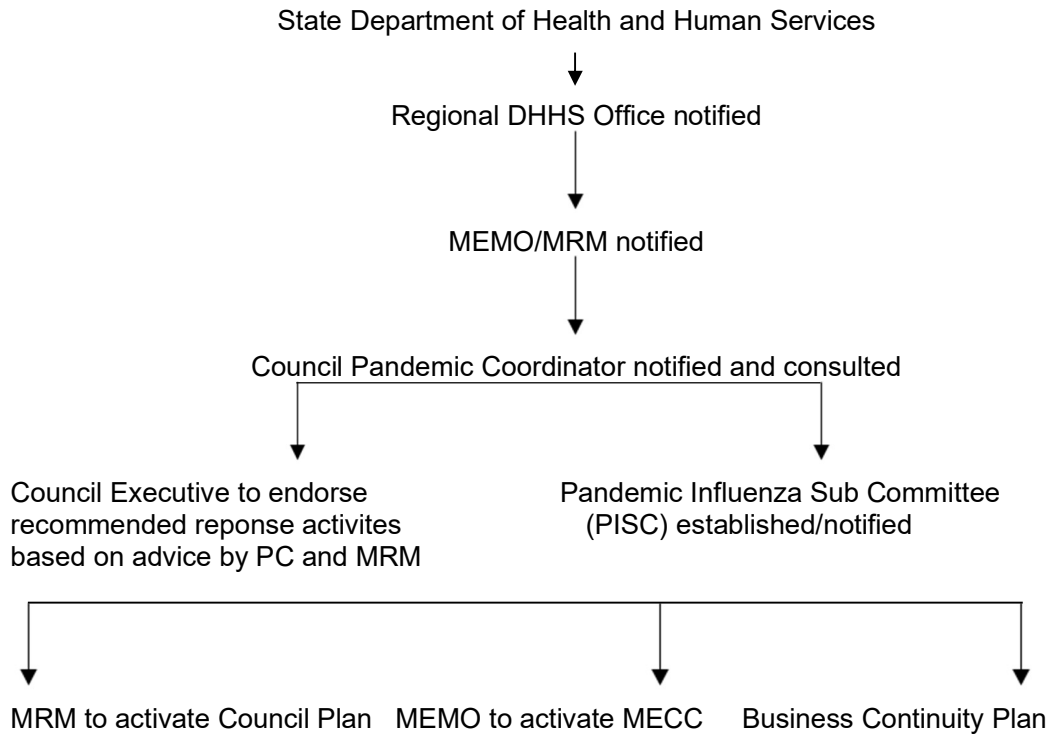 State Department of Health and Human Services
Regional DHHS Office notified
MEMO/MRM notified
Council Pandemic Coordinator notified and consulted
Council Executive to endorse
recommended reponse activites
based on advice by PC and MRM
Pandemic Influenza Sub Committee
(PISC) established/notified
MRM to activate Council Plan
MEMO to activate MECC
Business Continuity Plan